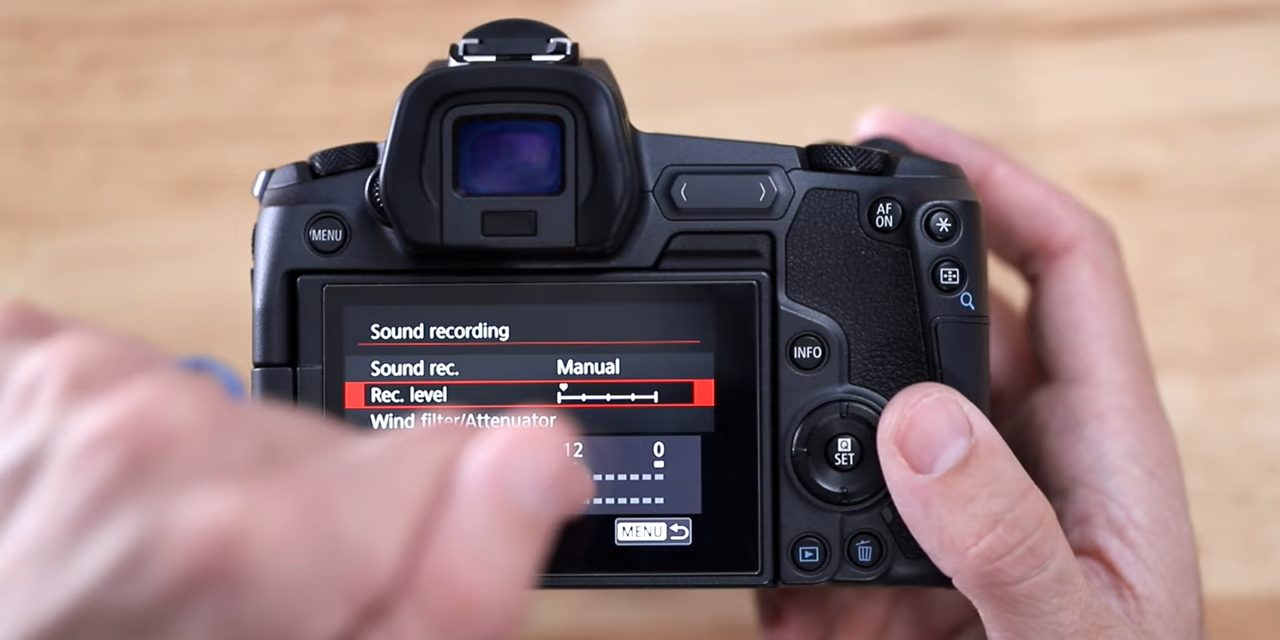 MENU
AF
ON
Sound recording
Sound rec. Manual
INFO
Rec. level
Wind filter/Attenuator
12 0
Q
SET
MENU